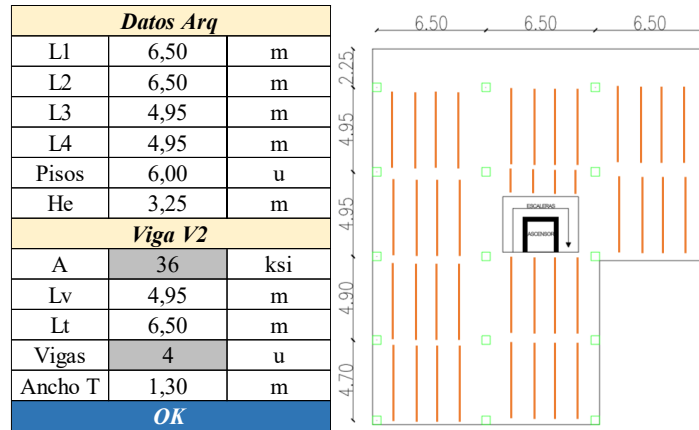 Datos Arq
L1 6,50 m
L2 6,50 m
L3 4,95 m
L4 4,95 m
Pisos 6,00 u
He 3,25 m
Viga V2
A 36 ksi
Lv 4,95 m
Lt 6,50 m
Vigas 4 u
Ancho T 1,30 m
OK
6.50 6.50 6.50
2.25
4.95
4.95
4.90
4.70
ESCALERAS
ASCENSOR